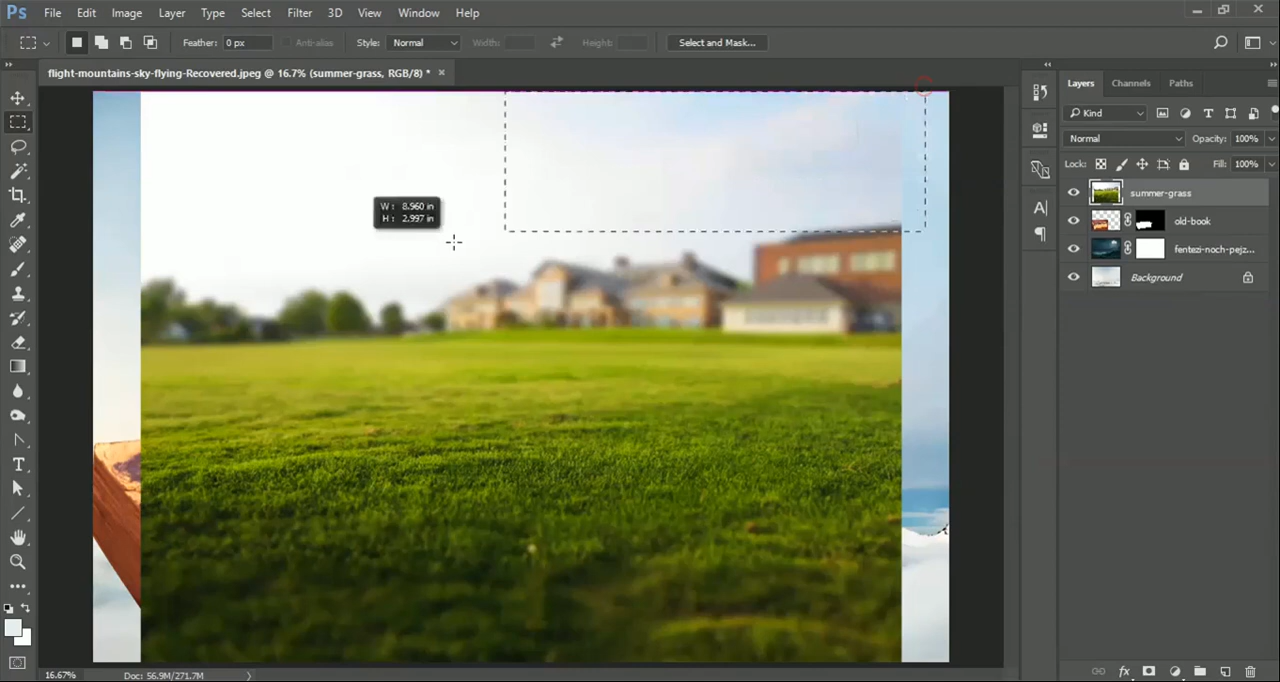 Ps File Edit Image Layer Type Select Filter 3D View Window Help
Feather: 0 px Anti-alias Style: Normal Width: Height: Select and Mask...
flight-mountains-sky-flying-Recovered.jpeg @ 16.7% (summer-grass, RGB/8) * ×
Layers Channels Paths
Kind
Normal Opacity: 100%
Lock: Fill: 100%
summer-grass
old-book
fentezi-noch-pejz...
Background
W : 8.960 in
H : 2.997 in
16.67% Doc: 56.9M/271.7M